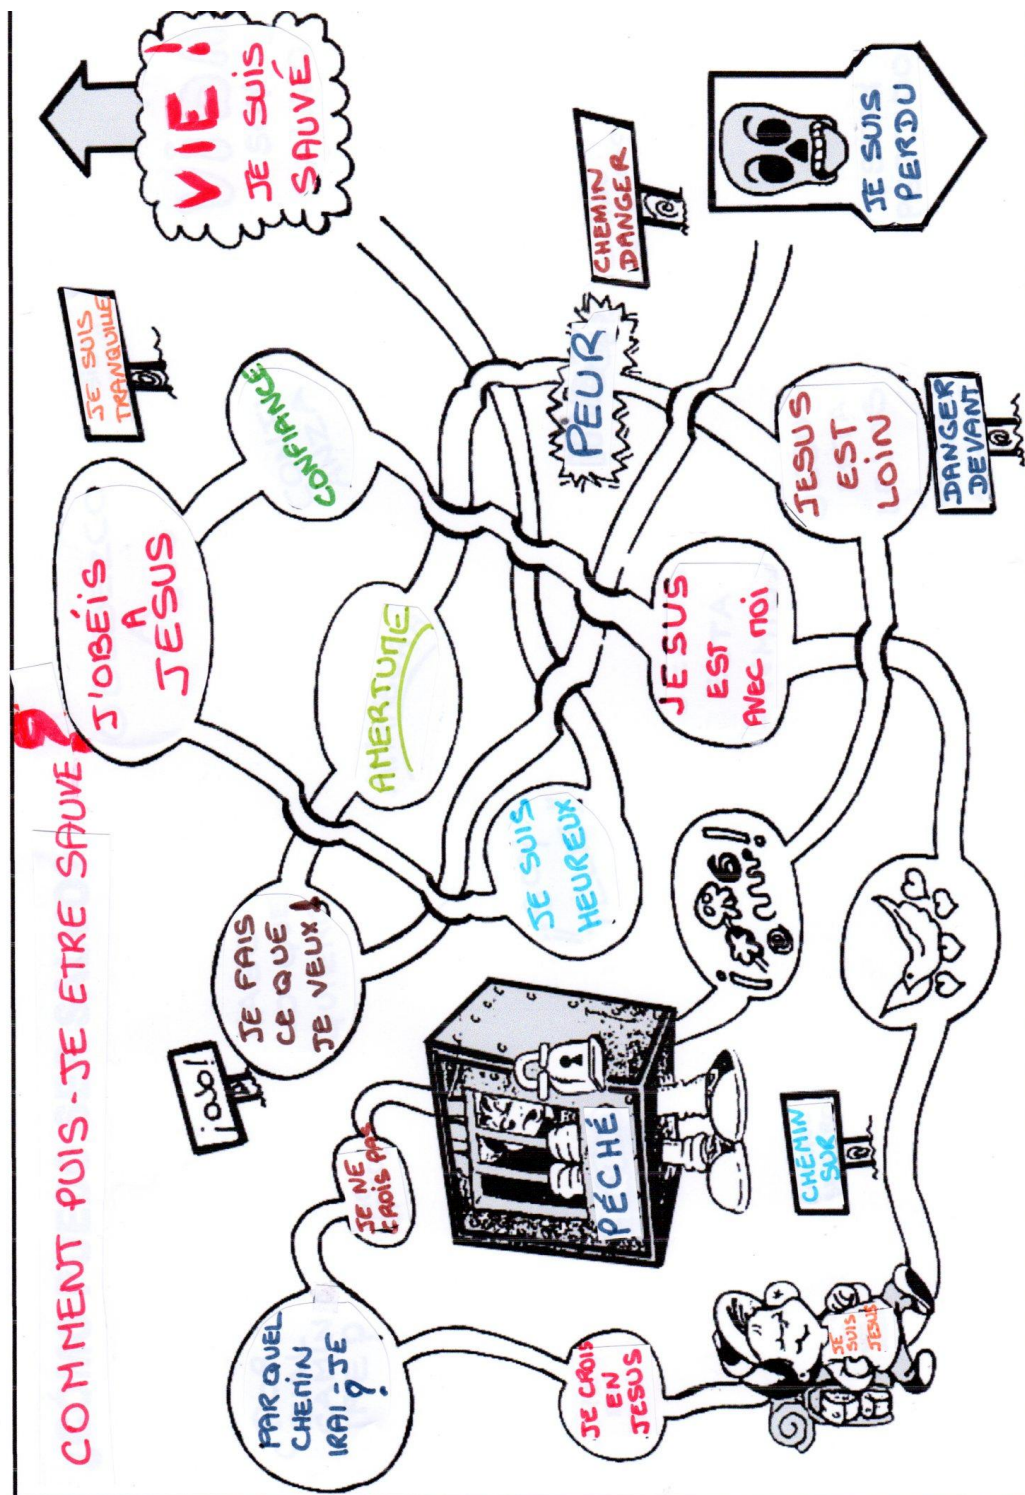 COMMENT PUIS-JE ETRE SAUVE ?
PAR QUEL
CHEMIN
IRAI-JE
?
JE NE
CROIS PAS
JE CROIS
EN
JESUS
JE
SUIS
JESUS
PÉCHÉ
CHEMIN
SUR
¡OJO!
JE FAIS
CE QUE
JE VEUX!
JE SUIS
HEUREUX
AMERTUME
J'OBÉIS
A
JESUS
CONFIANCE
JESUS
EST
AVEC MOI
JESUS
EST
LOIN
DANGER
DEVANT
PEUR
JE SUIS
TRANQUILLE
CHEMIN
DANGER
VIE!
JE SUIS
SAUVÉ
JE SUIS
PERDU